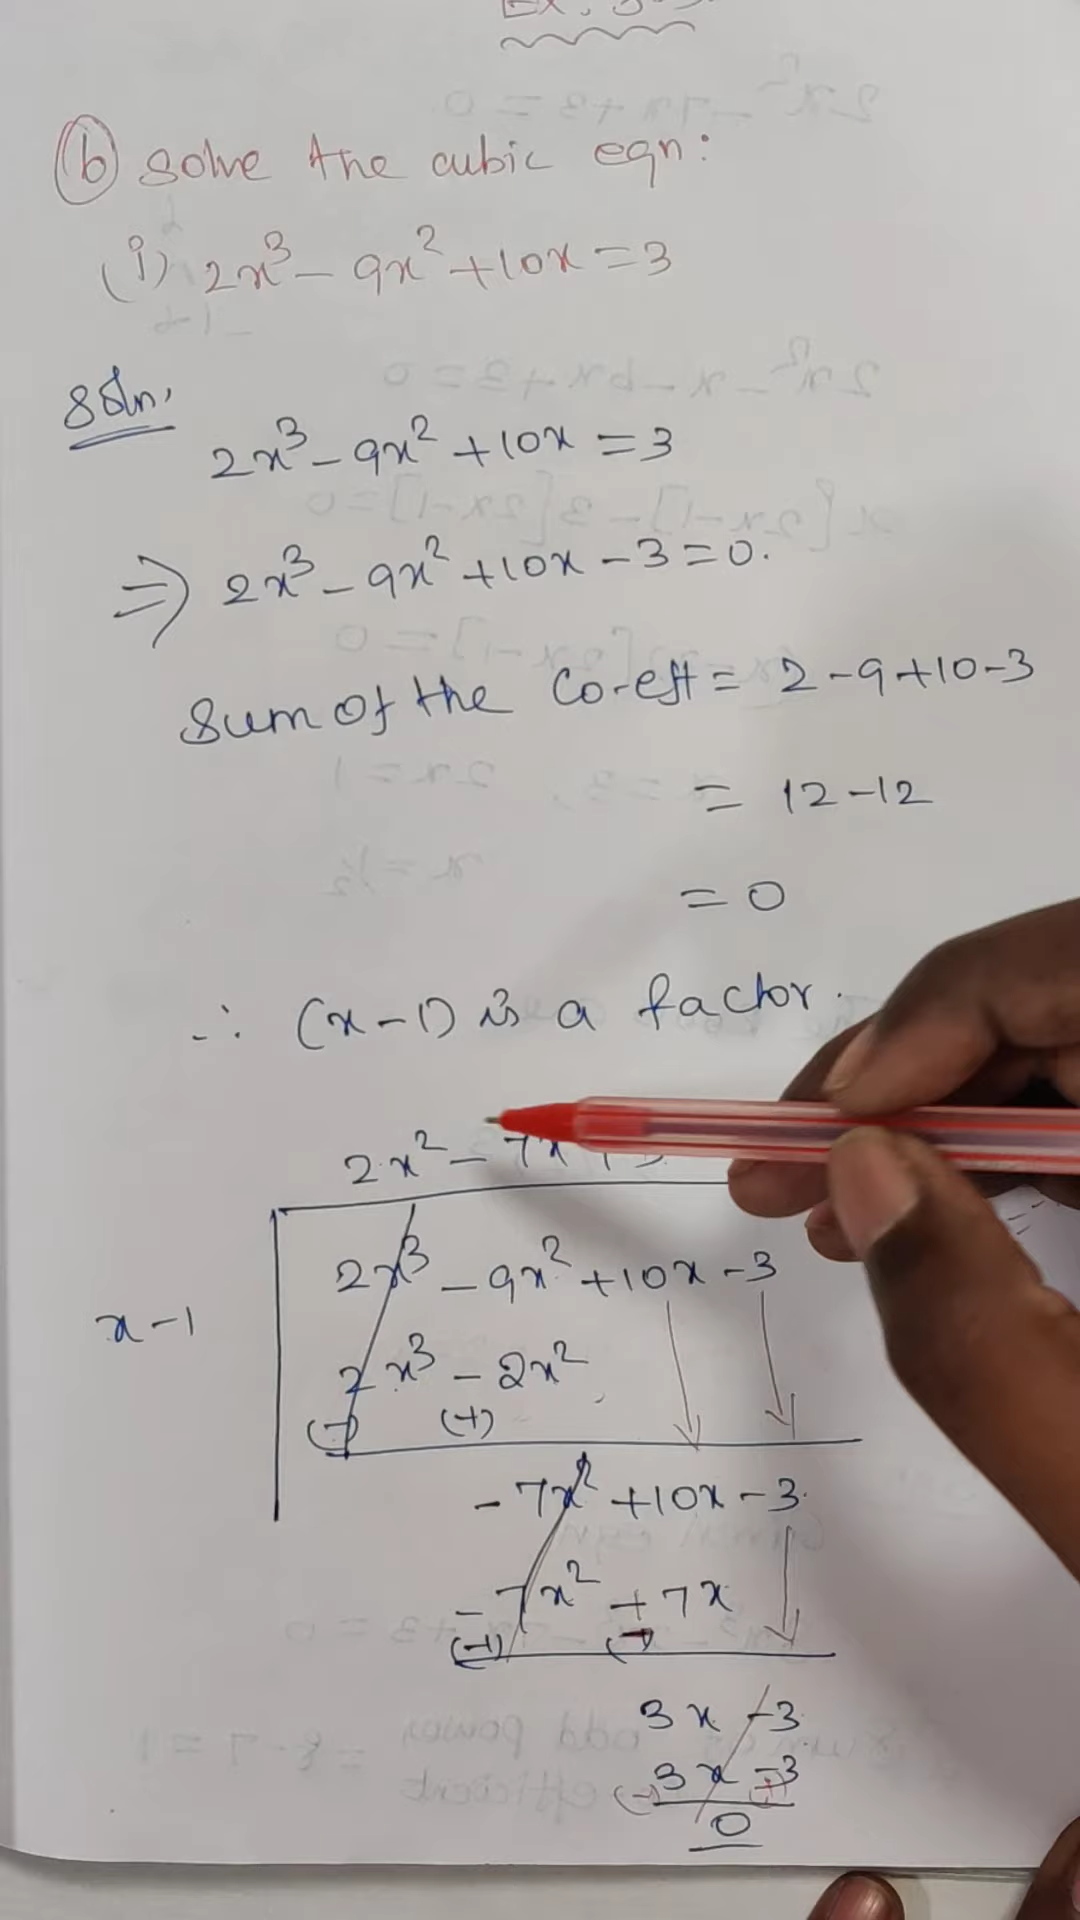 (b) solve the cubic eqn:
(i) 2x³ - 9x² + 10x = 3
Soln.
2x³ - 9x² + 10x = 3
⇒ 2x³ - 9x² + 10x - 3 = 0.
Sum of the Co-eff = 2 - 9 + 10 - 3
= 12 - 12
= 0
∴ (x - 1) is a factor.
2x² - 7x + 3
2x³ - 9x² + 10x - 3
x - 1
2x³ - 2x²
(-) (+)
- 7x² + 10x - 3
- 7x² + 7x
(+) (-)
3x - 3
3x - 3
(-) (+)
0